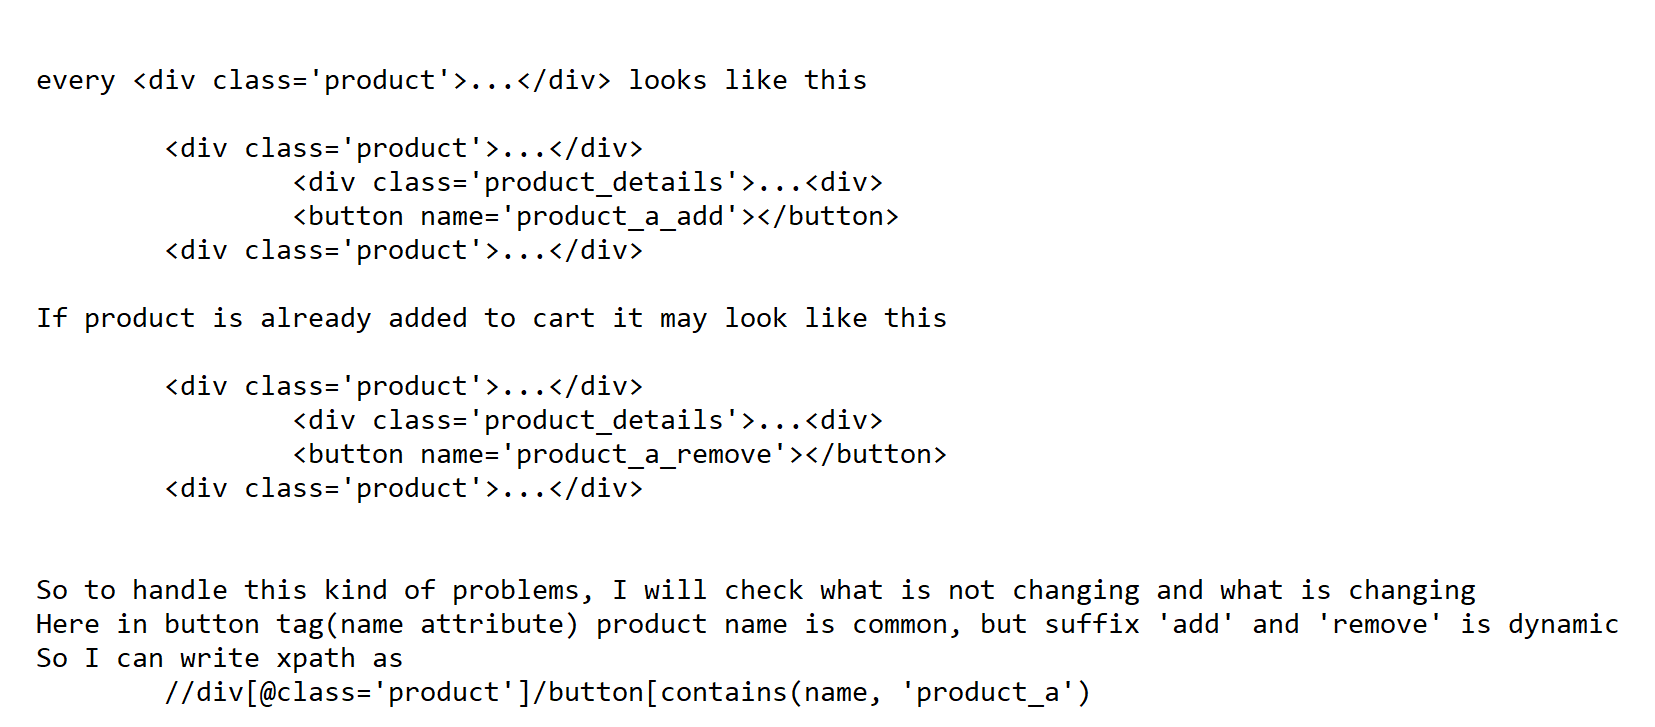 every <div class='product'>...</div> looks like this
<div class='product'>...</div>
<div class='product_details'>...<div>
<button name='product_a_add'></button>
<div class='product'>...</div>
If product is already added to cart it may look like this
<div class='product'>...</div>
<div class='product_details'>...<div>
<button name='product_a_remove'></button>
<div class='product'>...</div>
So to handle this kind of problems, I will check what is not changing and what is changing
Here in button tag(name attribute) product name is common, but suffix 'add' and 'remove' is dynamic
So I can write xpath as
//div[@class='product']/button[contains(name, 'product_a')